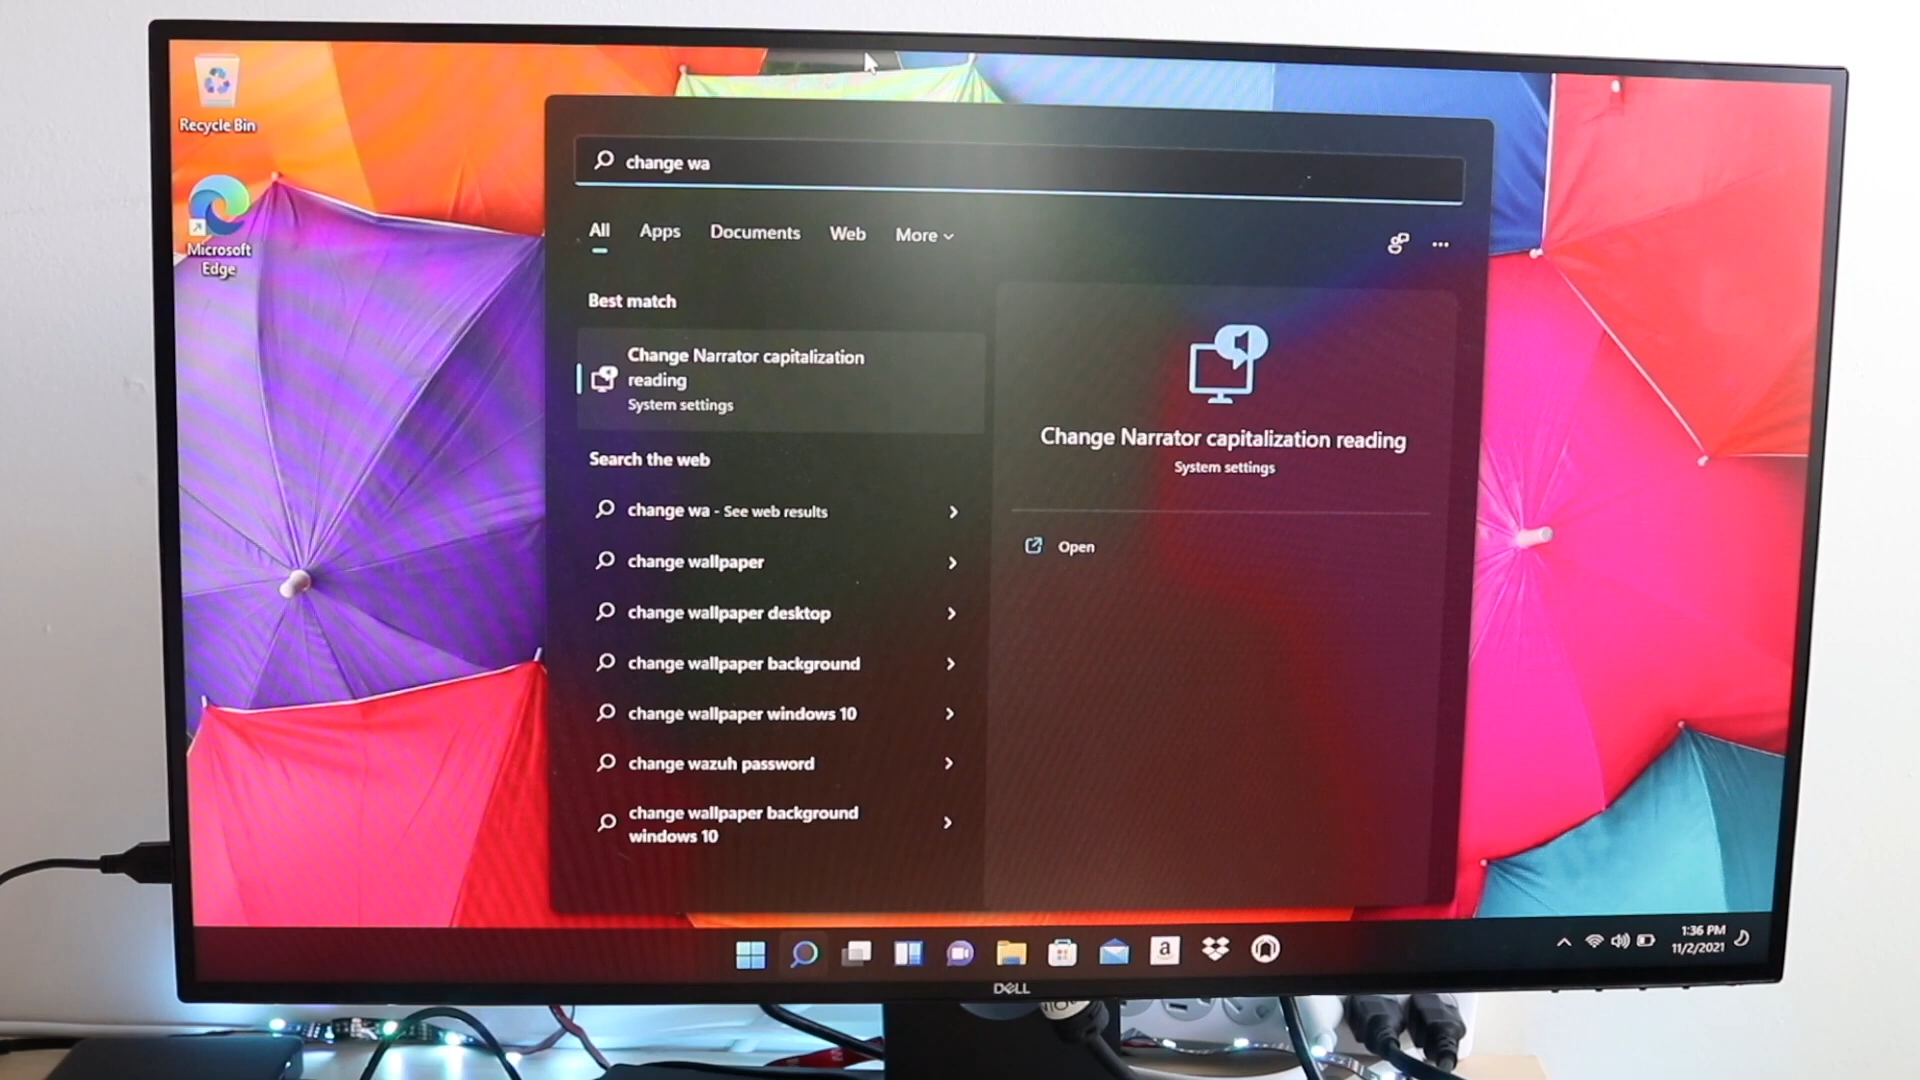 Recycle Bin
Microsoft
Edge
change wa
All Apps Documents Web More
Best match
Change Narrator capitalization
reading
System settings
Search the web
change wa - See web results
change wallpaper
change wallpaper desktop
change wallpaper background
change wallpaper windows 10
change wazuh password
change wallpaper background
windows 10
Change Narrator capitalization reading
System settings
Open
a
1:36 PM
11/2/2021
DELL